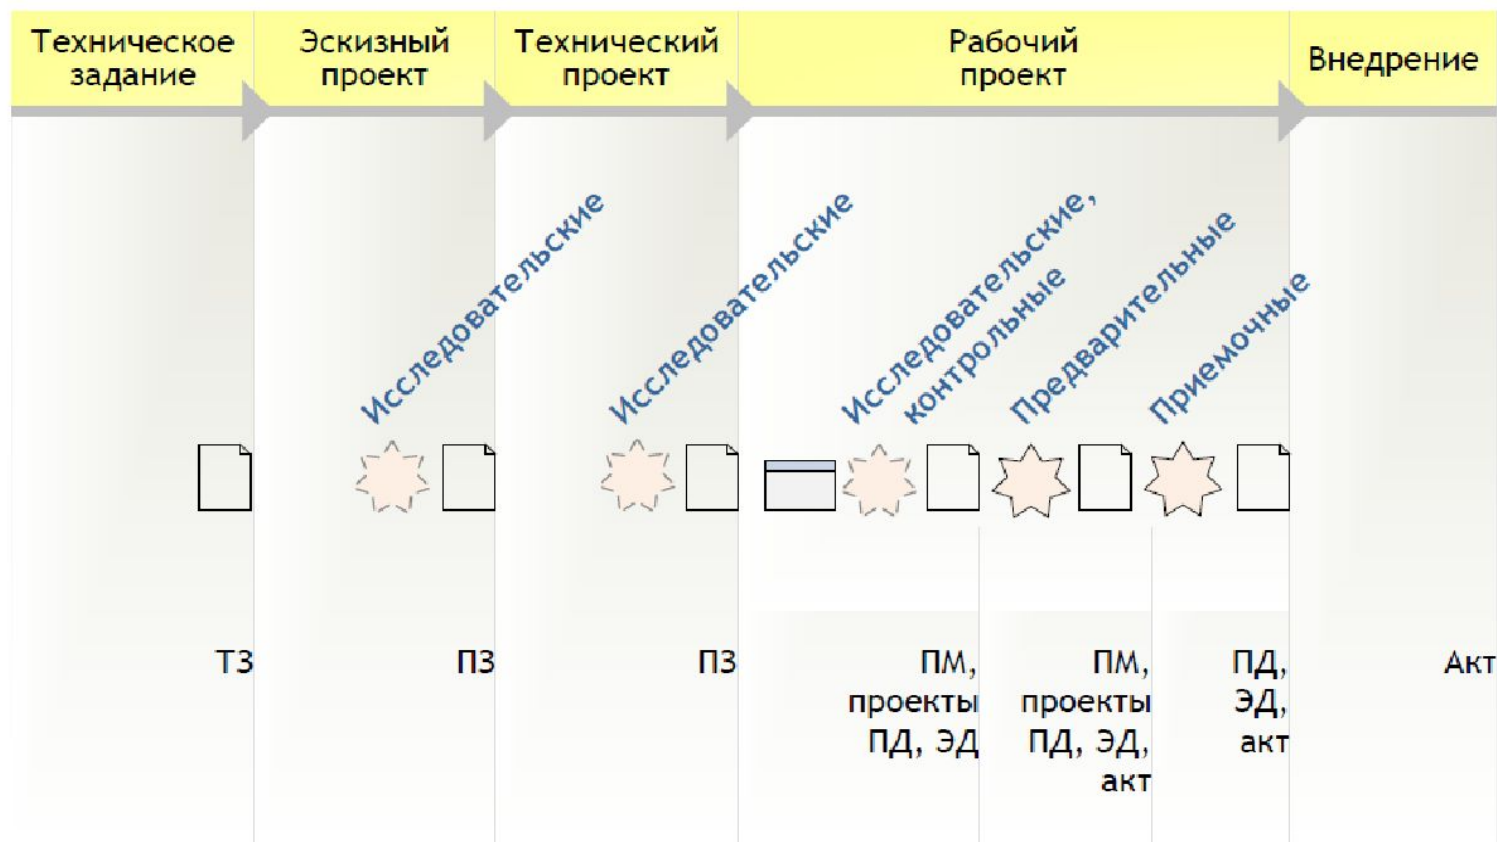 Техническое
задание
Эскизный
проект
Технический
проект
Рабочий
проект
Внедрение
Исследовательские
Исследовательские
Исследовательские,
контрольные
Предварительные
Приемочные
ТЗ
ПЗ
ПЗ
ПМ,
проекты
ПД, ЭД
ПМ,
проекты
ПД, ЭД,
акт
ПД,
ЭД,
акт
Акт